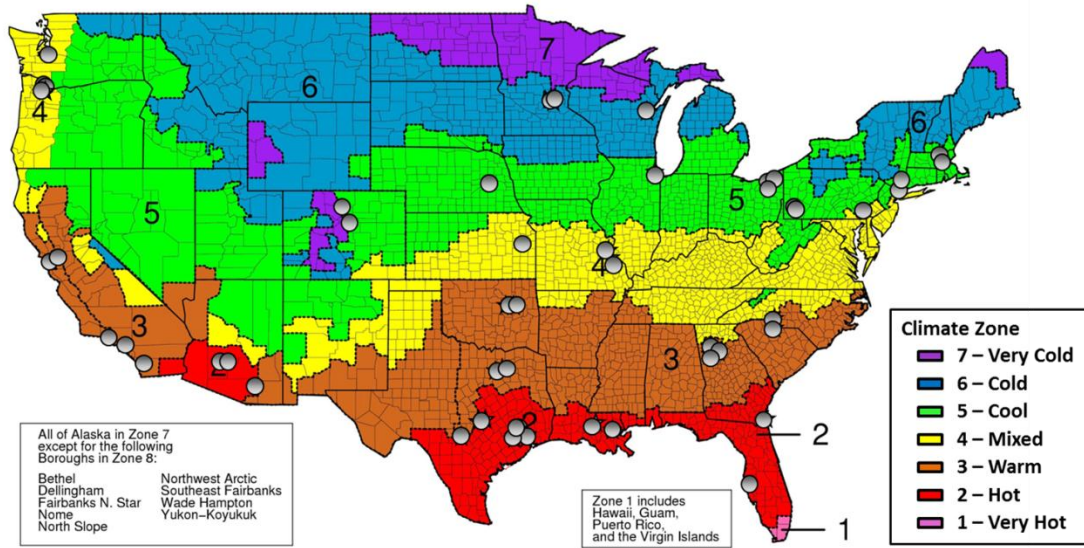 7
6
6
4
5
5
4
3
3
2
2
2
1
Climate Zone
7 – Very Cold
6 – Cold
5 – Cool
4 – Mixed
3 – Warm
2 – Hot
1 – Very Hot
All of Alaska in Zone 7
except for the following
Boroughs in Zone 8:
Bethel Northwest Arctic
Dellingham Southeast Fairbanks
Fairbanks N. Star Wade Hampton
Nome Yukon–Koyukuk
North Slope
Zone 1 includes
Hawaii, Guam,
Puerto Rico,
and the Virgin Islands